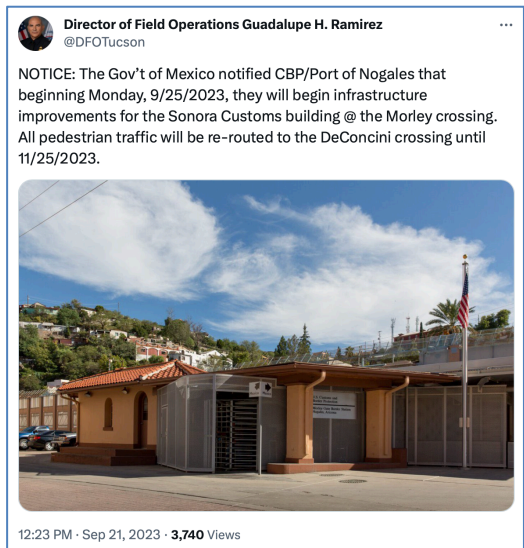 Director of Field Operations Guadalupe H. Ramirez
@DFOTucson
NOTICE: The Gov't of Mexico notified CBP/Port of Nogales that
beginning Monday, 9/25/2023, they will begin infrastructure
improvements for the Sonora Customs building @ the Morley crossing.
All pedestrian traffic will be re-routed to the DeConcini crossing until
11/25/2023.
12:23 PM · Sep 21, 2023 · 3,740 Views